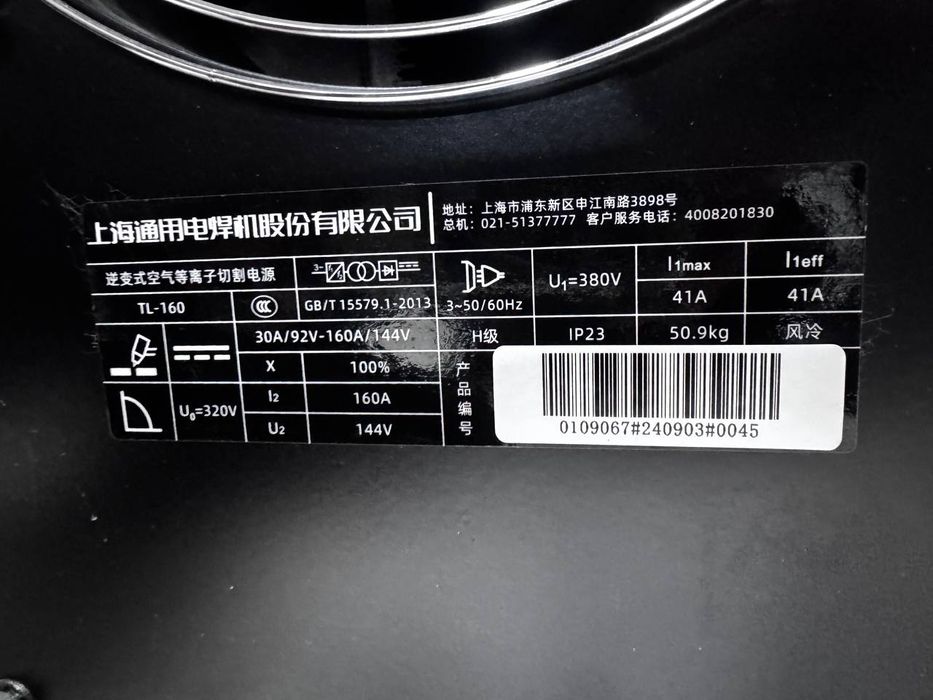 上海通用电焊机股份有限公司
地址：上海市浦东新区申江南路3898号
总机：021-51377777 客户服务电话：4008201830
逆变式空气等离子切割电源
3~ f₁ f₂
TL-160
CCC
GB/T 15579.1-2013
3~50/60Hz
U₁=380V
I₁max
I₁eff
41A
41A
30A/92V-160A/144V
H级
IP23
50.9kg
风冷
X
100%
U₀=320V
I₂
160A
U₂
144V
产品编号
0109067#240903#0045